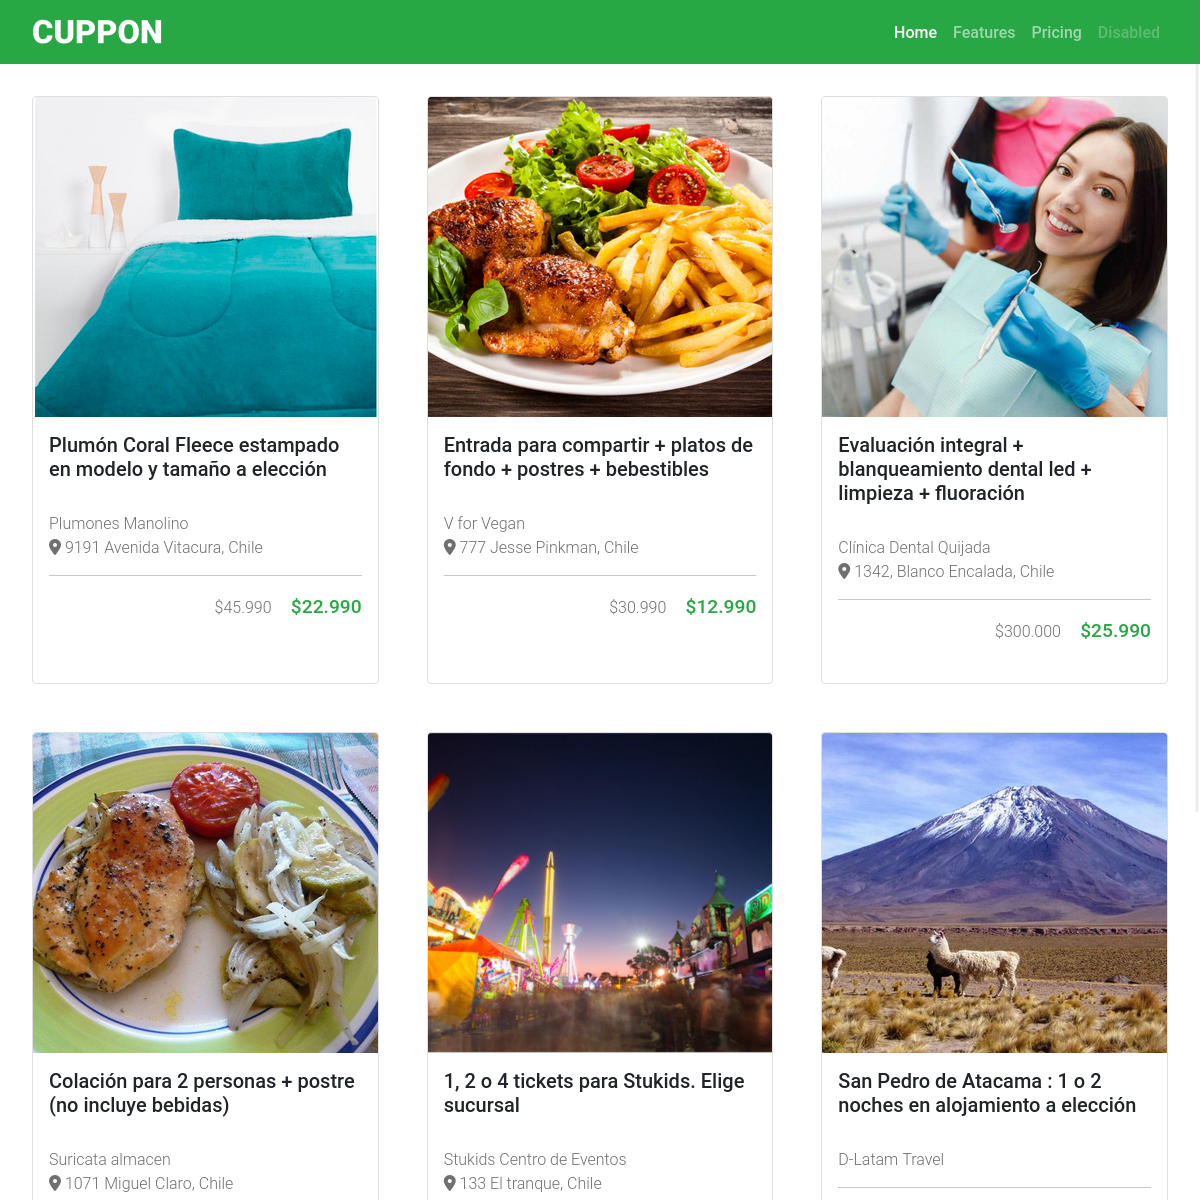 CUPPON
Home Features Pricing Disabled
Plumón Coral Fleece estampado
en modelo y tamaño a elección
Plumones Manolino
9191 Avenida Vitacura, Chile
$45.990 $22.990
Entrada para compartir + platos de
fondo + postres + bebestibles
V for Vegan
777 Jesse Pinkman, Chile
$30.990 $12.990
Evaluación integral +
blanqueamiento dental led +
limpieza + fluoración
Clínica Dental Quijada
1342, Blanco Encalada, Chile
$300.000 $25.990
Colación para 2 personas + postre
(no incluye bebidas)
Suricata almacen
1071 Miguel Claro, Chile
1, 2 o 4 tickets para Stukids. Elige
sucursal
Stukids Centro de Eventos
133 El tranque, Chile
San Pedro de Atacama : 1 o 2
noches en alojamiento a elección
D-Latam Travel